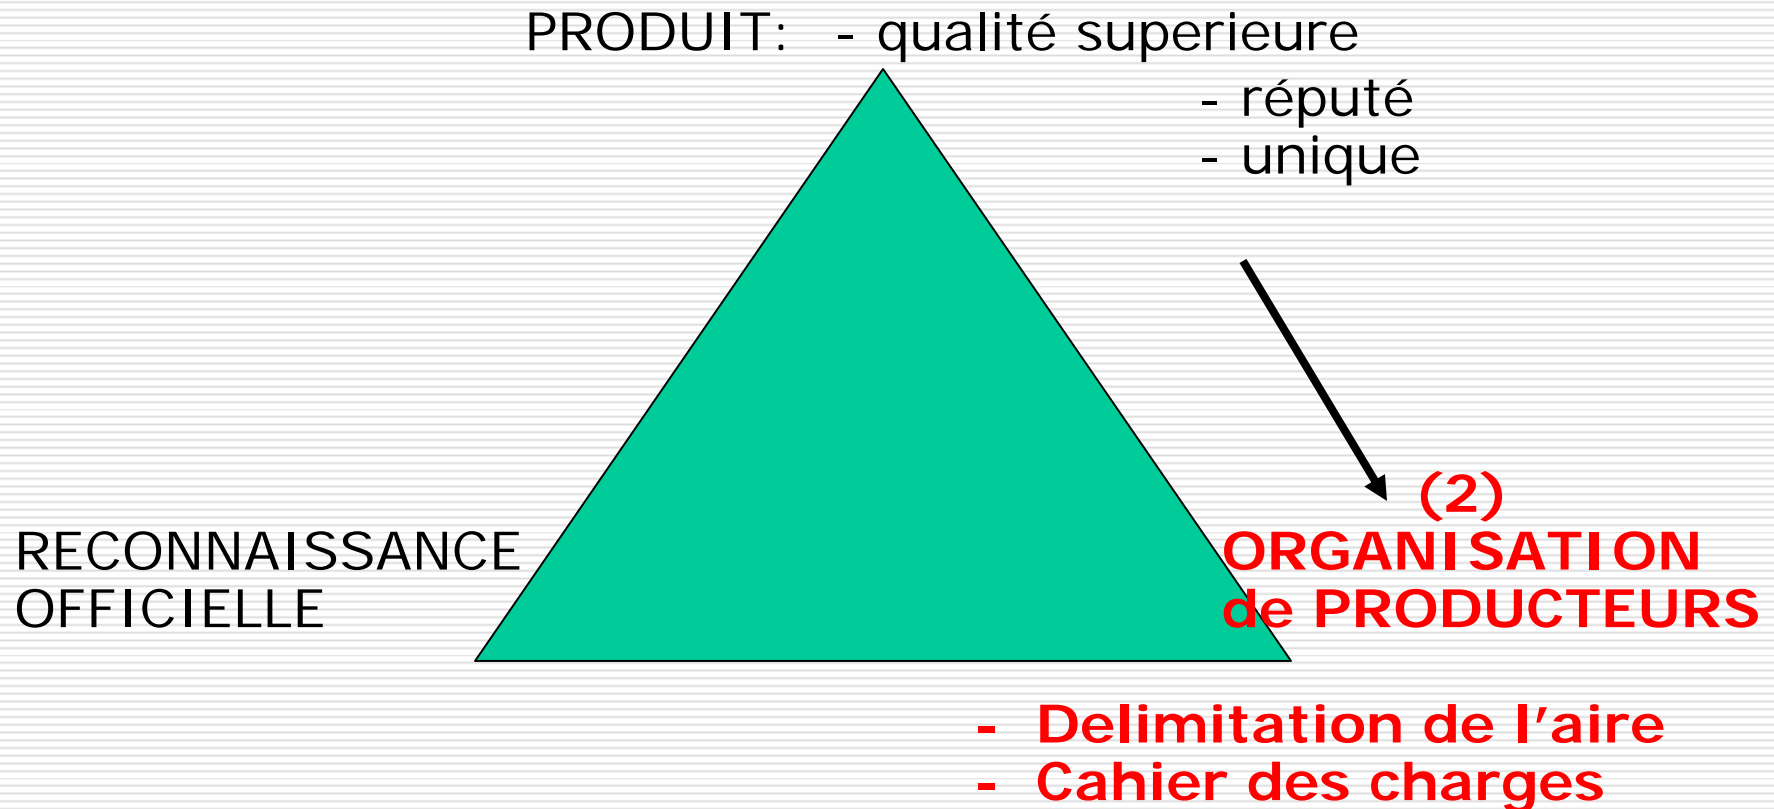 PRODUIT: - qualité superieure
- réputé
- unique
(2)
RECONNAISSANCE
OFFICIELLE
ORGANISATION
de PRODUCTEURS
- Delimitation de l'aire
- Cahier des charges